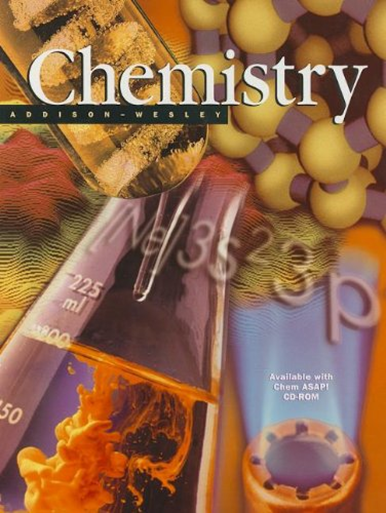 Chemistry
ADDISON-WESLEY
[Ne]3s²3p
225
ml
200
150
Available with
Chem ASAP!
CD-ROM